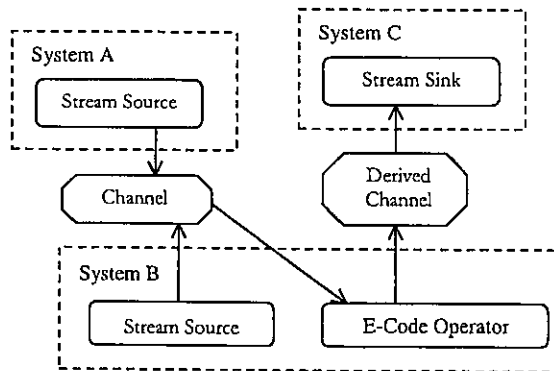 System A
Stream Source
System C
Stream Sink
Channel
Derived
Channel
System B
Stream Source
E-Code Operator